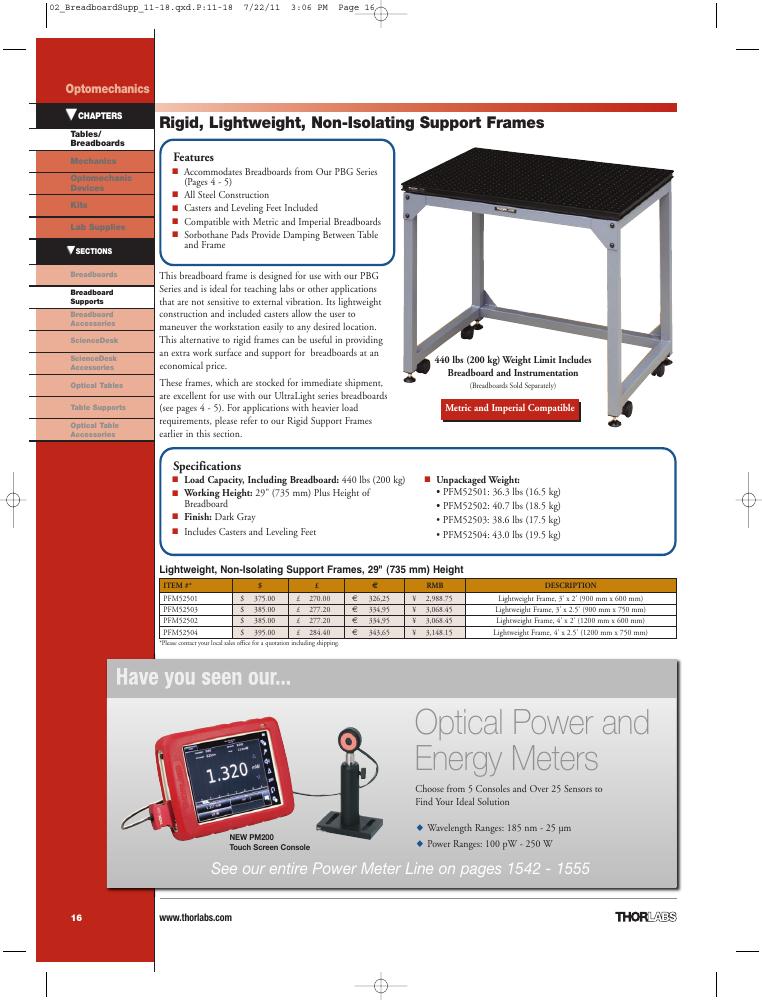 02_BreadboardSupp_11-18.qxd.P:11-18 7/22/11 3:06 PM Page 16
Optomechanics
▼CHAPTERS
Tables/
Breadboards
Mechanics
Optomechanic
Devices
Kits
Lab Supplies
▼SECTIONS
Breadboards
Breadboard
Supports
Breadboard
Accessories
ScienceDesk
ScienceDesk
Accessories
Optical Tables
Table Supports
Optical Table
Accessories
Rigid, Lightweight, Non-Isolating Support Frames
Features
■ Accommodates Breadboards from Our PBG Series
(Pages 4 - 5)
■ All Steel Construction
■ Casters and Leveling Feet Included
■ Compatible with Metric and Imperial Breadboards
■ Sorbothane Pads Provide Damping Between Table
and Frame
This breadboard frame is designed for use with our PBG
Series and is ideal for teaching labs or other applications
that are not sensitive to external vibration. Its lightweight
construction and included casters allow the user to
maneuver the workstation easily to any desired location.
This alternative to rigid frames can be useful in providing
an extra work surface and support for breadboards at an
economical price.
These frames, which are stocked for immediate shipment,
are excellent for use with our UltraLight series breadboards
(see pages 4 - 5). For applications with heavier load
requirements, please refer to our Rigid Support Frames
earlier in this section.
440 lbs (200 kg) Weight Limit Includes
Breadboard and Instrumentation
(Breadboards Sold Separately)
Metric and Imperial Compatible
Specifications
■ Load Capacity, Including Breadboard: 440 lbs (200 kg)
■ Working Height: 29" (735 mm) Plus Height of
Breadboard
■ Finish: Dark Gray
■ Includes Casters and Leveling Feet
■ Unpackaged Weight:
• PFM52501: 36.3 lbs (16.5 kg)
• PFM52502: 40.7 lbs (18.5 kg)
• PFM52503: 38.6 lbs (17.5 kg)
• PFM52504: 43.0 lbs (19.5 kg)
Lightweight, Non-Isolating Support Frames, 29" (735 mm) Height
ITEM #* $ £ € RMB DESCRIPTION
PFM52501 $ 375.00 £ 270.00 € 326,25 ¥ 2,988.75 Lightweight Frame, 3' x 2' (900 mm x 600 mm)
PFM52503 $ 385.00 £ 277.20 € 334,95 ¥ 3,068.45 Lightweight Frame, 3' x 2.5' (900 mm x 750 mm)
PFM52502 $ 385.00 £ 277.20 € 334,95 ¥ 3,068.45 Lightweight Frame, 4' x 2' (1200 mm x 600 mm)
PFM52504 $ 395.00 £ 284.40 € 343,65 ¥ 3,148.15 Lightweight Frame, 4' x 2.5' (1200 mm x 750 mm)
*Please contact your local sales office for a quotation including shipping.
Have you seen our...
1.320 mW
NEW PM200
Touch Screen Console
Optical Power and
Energy Meters
Choose from 5 Consoles and Over 25 Sensors to
Find Your Ideal Solution
◆ Wavelength Ranges: 185 nm - 25 μm
◆ Power Ranges: 100 pW - 250 W
See our entire Power Meter Line on pages 1542 - 1555
16
www.thorlabs.com
THORLABS